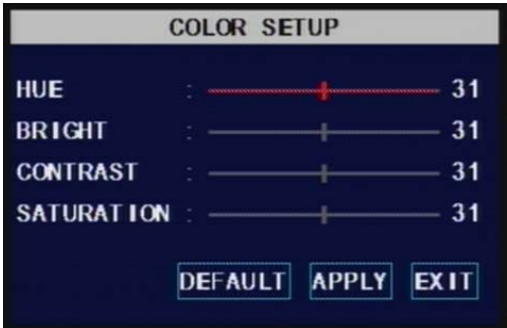 COLOR SETUP
HUE : 31
BRIGHT : 31
CONTRAST : 31
SATURATION : 31
DEFAULT APPLY EXIT